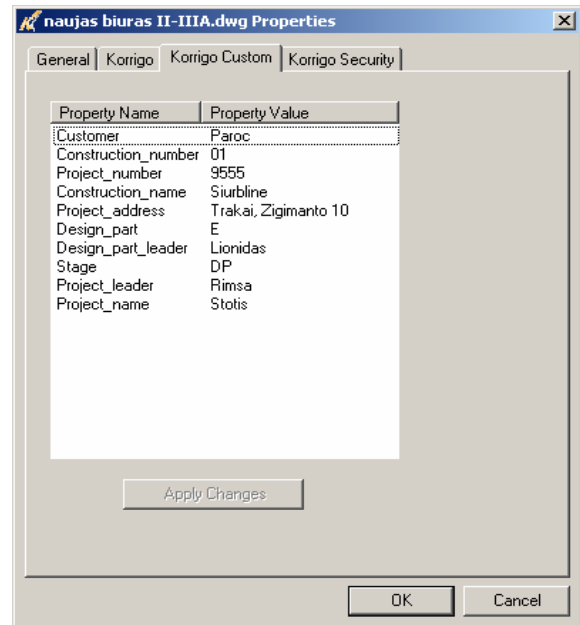 naujas biuras II-IIIA.dwg Properties
General Korrigo Korrigo Custom Korrigo Security
Property Name Property Value
Customer Paroc
Construction_number 01
Project_number 9555
Construction_name Siurbline
Project_address Trakai, Zigimanto 10
Design_part E
Design_part_leader Lionidas
Stage DP
Project_leader Rimsa
Project_name Stotis
Apply Changes
OK Cancel